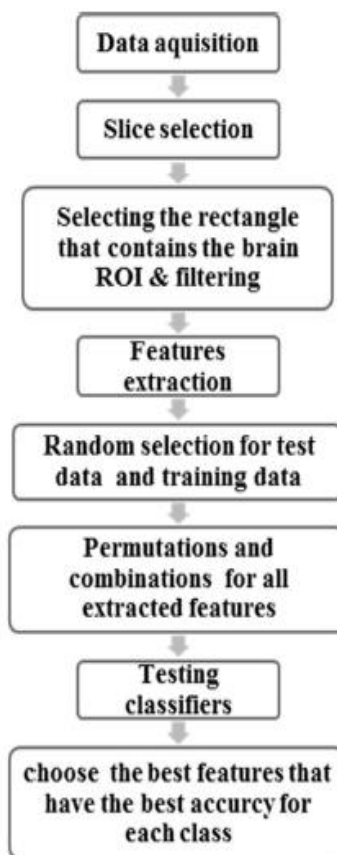 Data aquisition
Slice selection
Selecting the rectangle
that contains the brain
ROI & filtering
Features
extraction
Random selection for test
data and training data
Permutations and
combinations for all
extracted features
Testing
classifiers
choose the best features that
have the best accurcy for
each class